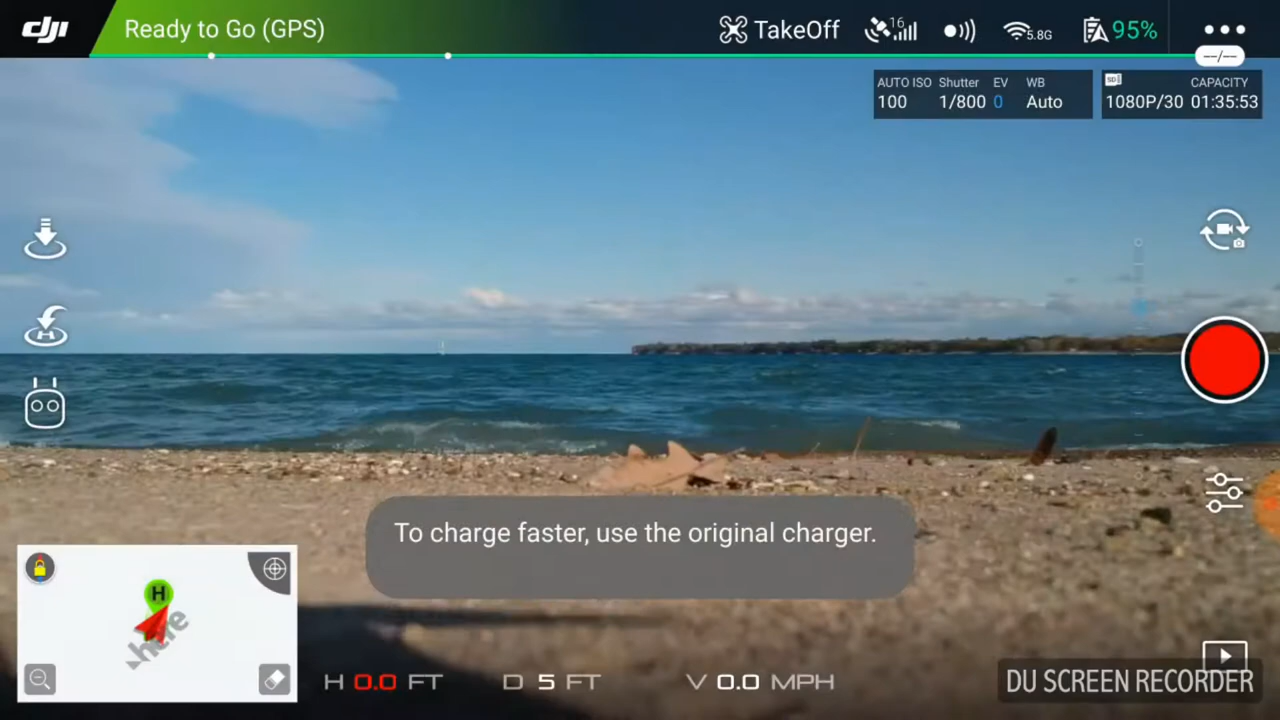 dji Ready to Go (GPS) TakeOff 16 5.8G 95%
--/--
AUTO ISO Shutter EV WB CAPACITY
100 1/800 0 Auto 1080P/30 01:35:53
To charge faster, use the original charger.
H
here
H 0.0 FT D 5 FT V 0.0 MPH
DU SCREEN RECORDER